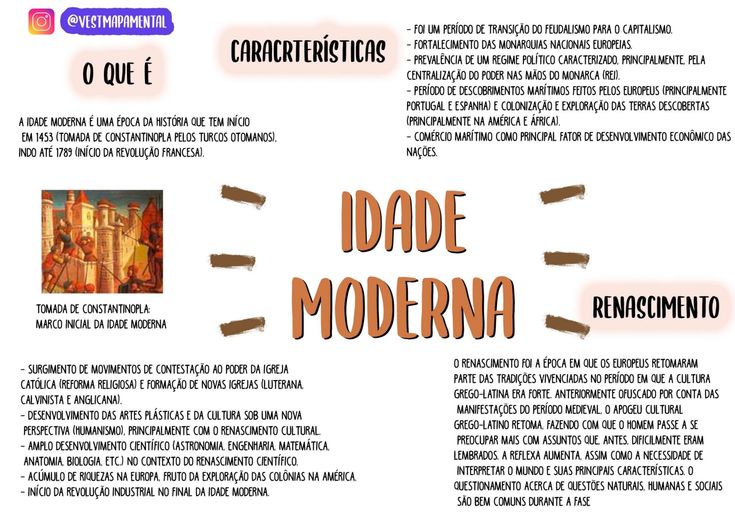 @VESTMAPAMENTAL
O QUE É
A IDADE MODERNA É UMA ÉPOCA DA HISTÓRIA QUE TEM INÍCIO
EM 1453 (TOMADA DE CONSTANTINOPLA PELOS TURCOS OTOMANOS),
INDO ATÉ 1789 (INÍCIO DA REVOLUÇÃO FRANCESA).
CARACRTERÍSTICAS
- FOI UM PERÍODO DE TRANSIÇÃO DO FEUDALISMO PARA O CAPITALISMO.
- FORTALECIMENTO DAS MONARQUIAS NACIONAIS EUROPEIAS.
- PREVALÊNCIA DE UM REGIME POLÍTICO CARACTERIZADO, PRINCIPALMENTE, PELA
CENTRALIZAÇÃO DO PODER NAS MÃOS DO MONARCA (REI).
- PERÍODO DE DESCOBRIMENTOS MARÍTIMOS FEITOS PELOS EUROPEUS (PRINCIPALMENTE
PORTUGAL E ESPANHA) E COLONIZAÇÃO E EXPLORAÇÃO DAS TERRAS DESCOBERTAS
(PRINCIPALMENTE NA AMÉRICA E ÁFRICA).
- COMÉRCIO MARÍTIMO COMO PRINCIPAL FATOR DE DESENVOLVIMENTO ECONÔMICO DAS
NAÇÕES.
IDADE
MODERNA
TOMADA DE CONSTANTINOPLA:
MARCO INICIAL DA IDADE MODERNA
- SURGIMENTO DE MOVIMENTOS DE CONTESTAÇÃO AO PODER DA IGREJA
CATÓLICA (REFORMA RELIGIOSA) E FORMAÇÃO DE NOVAS IGREJAS (LUTERANA,
CALVINISTA E ANGLICANA).
- DESENVOLVIMENTO DAS ARTES PLÁSTICAS E DA CULTURA SOB UMA NOVA
PERSPECTIVA (HUMANISMO), PRINCIPALMENTE COM O RENASCIMENTO CULTURAL.
- AMPLO DESENVOLVIMENTO CIENTÍFICO (ASTRONOMIA, ENGENHARIA, MATEMÁTICA,
ANATOMIA, BIOLOGIA, ETC.) NO CONTEXTO DO RENASCIMENTO CIENTÍFICO.
- ACÚMULO DE RIQUEZAS NA EUROPA, FRUTO DA EXPLORAÇÃO DAS COLÔNIAS NA AMÉRICA.
- INÍCIO DA REVOLUÇÃO INDUSTRIAL NO FINAL DA IDADE MODERNA.
RENASCIMENTO
O RENASCIMENTO FOI A ÉPOCA EM QUE OS EUROPEUS RETOMARAM
PARTE DAS TRADIÇÕES VIVENCIADAS NO PERÍODO EM QUE A CULTURA
GREGO-LATINA ERA FORTE. ANTERIORMENTE OFUSCADO POR CONTA DAS
MANIFESTAÇÕES DO PERÍODO MEDIEVAL, O APOGEU CULTURAL
GREGO-LATINO RETOMA, FAZENDO COM QUE O HOMEM PASSE A SE
PREOCUPAR MAIS COM ASSUNTOS QUE, ANTES, DIFICILMENTE ERAM
LEMBRADOS. A REFLEXA AUMENTA, ASSIM COMO A NECESSIDADE DE
INTERPRETAR O MUNDO E SUAS PRINCIPAIS CARACTERÍSTICAS. O
QUESTIONAMENTO ACERCA DE QUESTÕES NATURAIS, HUMANAS E SOCIAIS
SÃO BEM COMUNS DURANTE A FASE